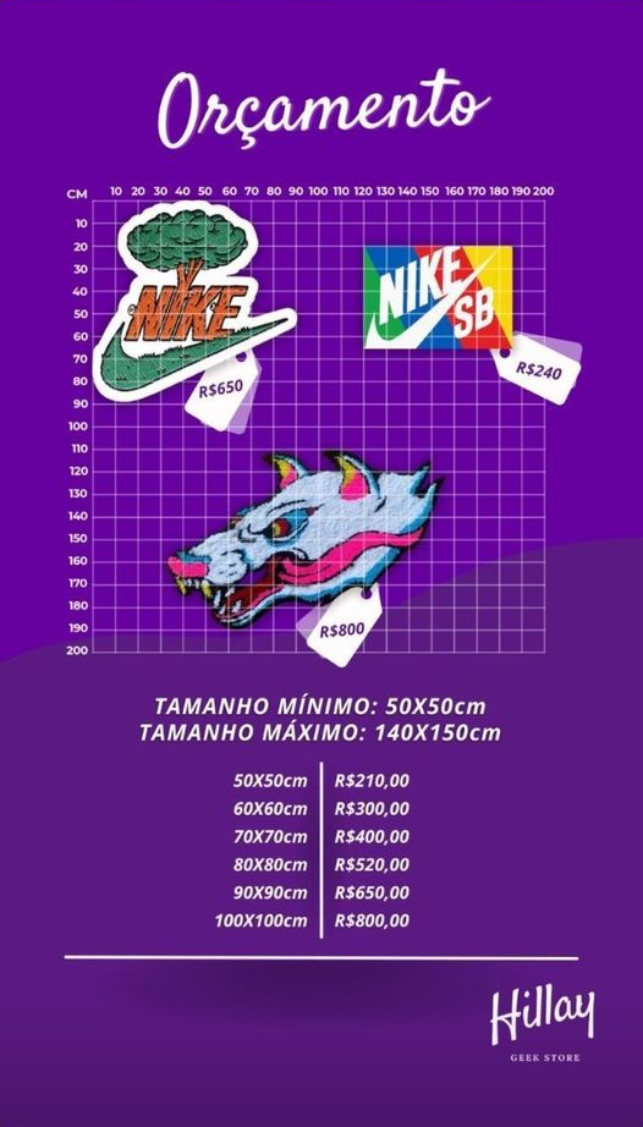 Orçamento
CM 10 20 30 40 50 60 70 80 90 100 110 120 130 140 150 160 170 180 190 200
10
20
30
40
50
60
70
80
90
100
110
120
130
140
150
160
170
180
190
200
NIKE
NIKE
SB
R$650
R$240
R$800
TAMANHO MÍNIMO: 50X50cm
TAMANHO MÁXIMO: 140X150cm
50X50cm R$210,00
60X60cm R$300,00
70X70cm R$400,00
80X80cm R$520,00
90X90cm R$650,00
100X100cm R$800,00
Hillay
GEEK STORE